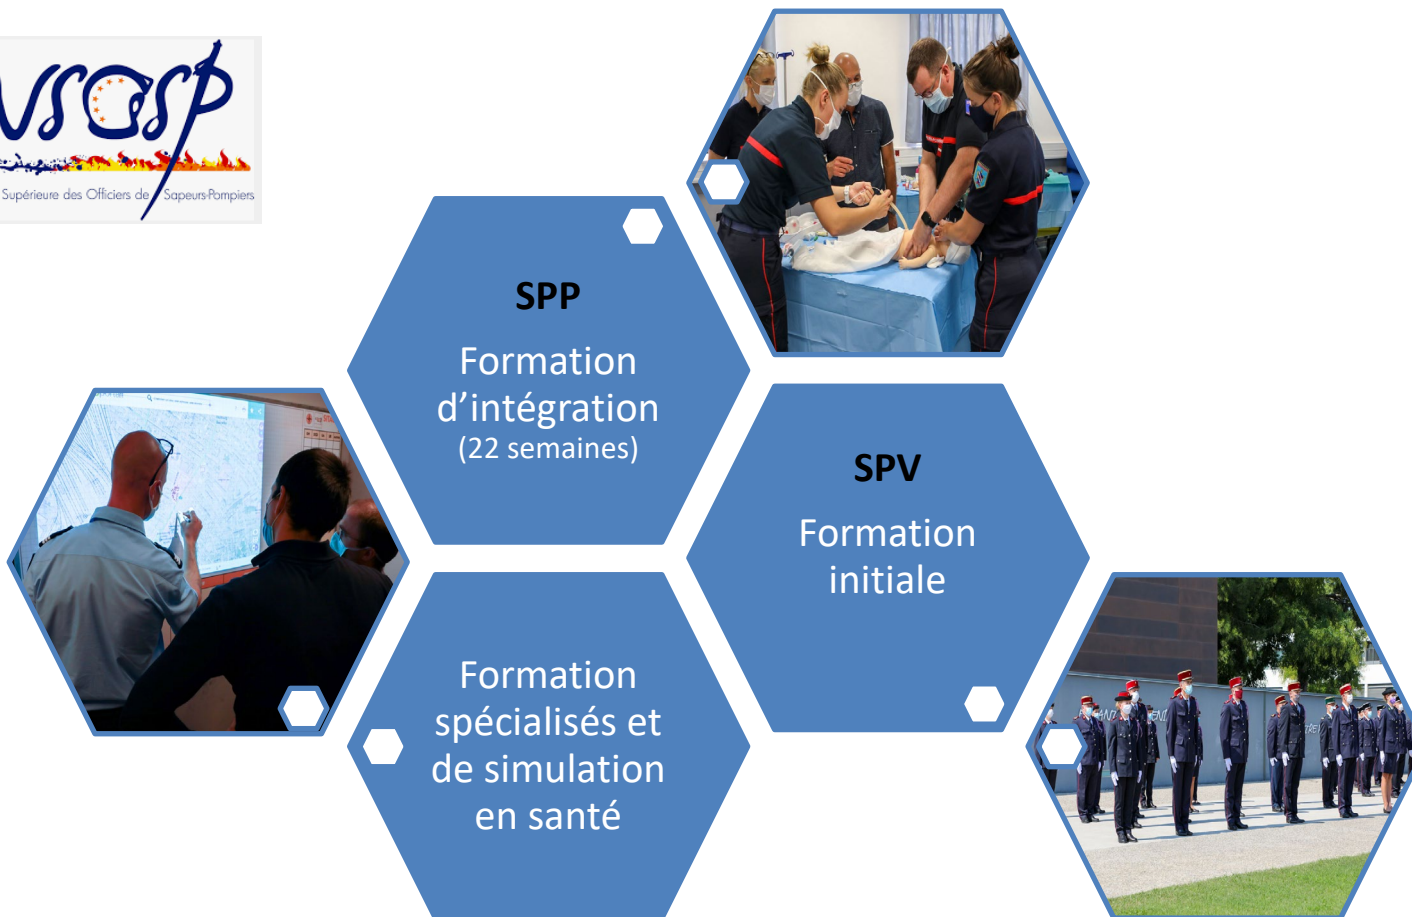 Supérieure des Officiers de Sapeurs-Pompiers
SPP
Formation
d’intégration
(22 semaines)
SPV
Formation
initiale
Formation
spécialisés et
de simulation
en santé